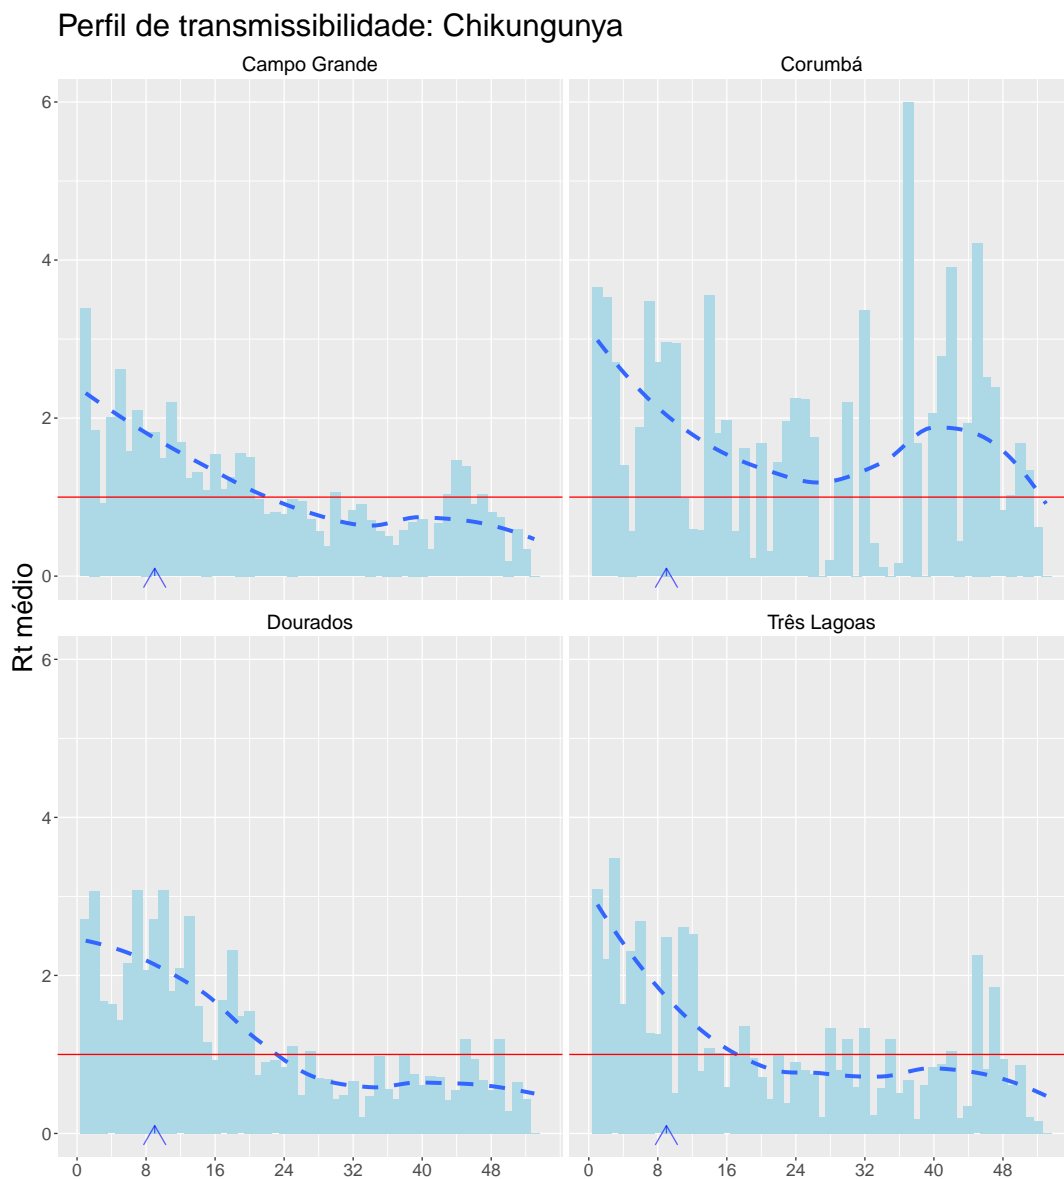 Perfil de transmissibilidade: Chikungunya
Campo Grande
Corumbá
6
4
2
0
Rt médio
Dourados
Três Lagoas
6
4
2
0
0 8 16 24 32 40 48
0 8 16 24 32 40 48